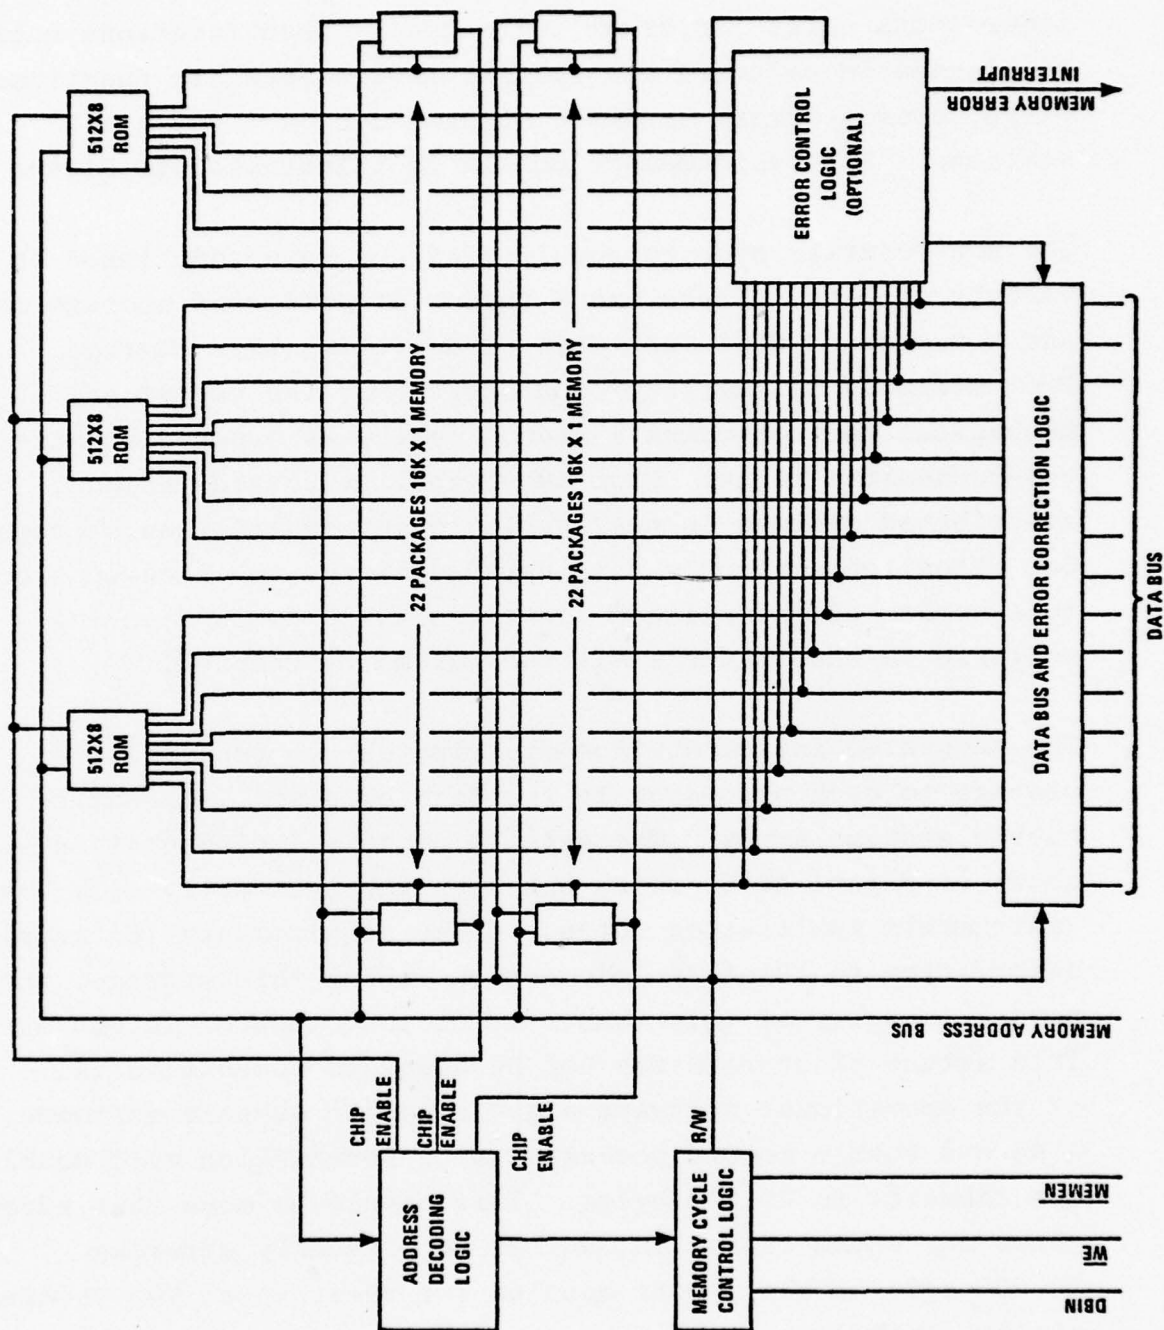 512X8
ROM
512X8
ROM
512X8
ROM
22 PACKAGES 16K X 1 MEMORY
22 PACKAGES 16K X 1 MEMORY
ERROR CONTROL
LOGIC
(OPTIONAL)
MEMORY ERROR
INTERRUPT
DATA BUS AND ERROR CORRECTION LOGIC
DATA BUS
MEMORY ADDRESS BUS
CHIP
ENABLE
CHIP
ENABLE
CHIP
ENABLE
R/W
ADDRESS
DECODING
LOGIC
MEMORY CYCLE
CONTROL LOGIC
MEMEN
WE
DBIN